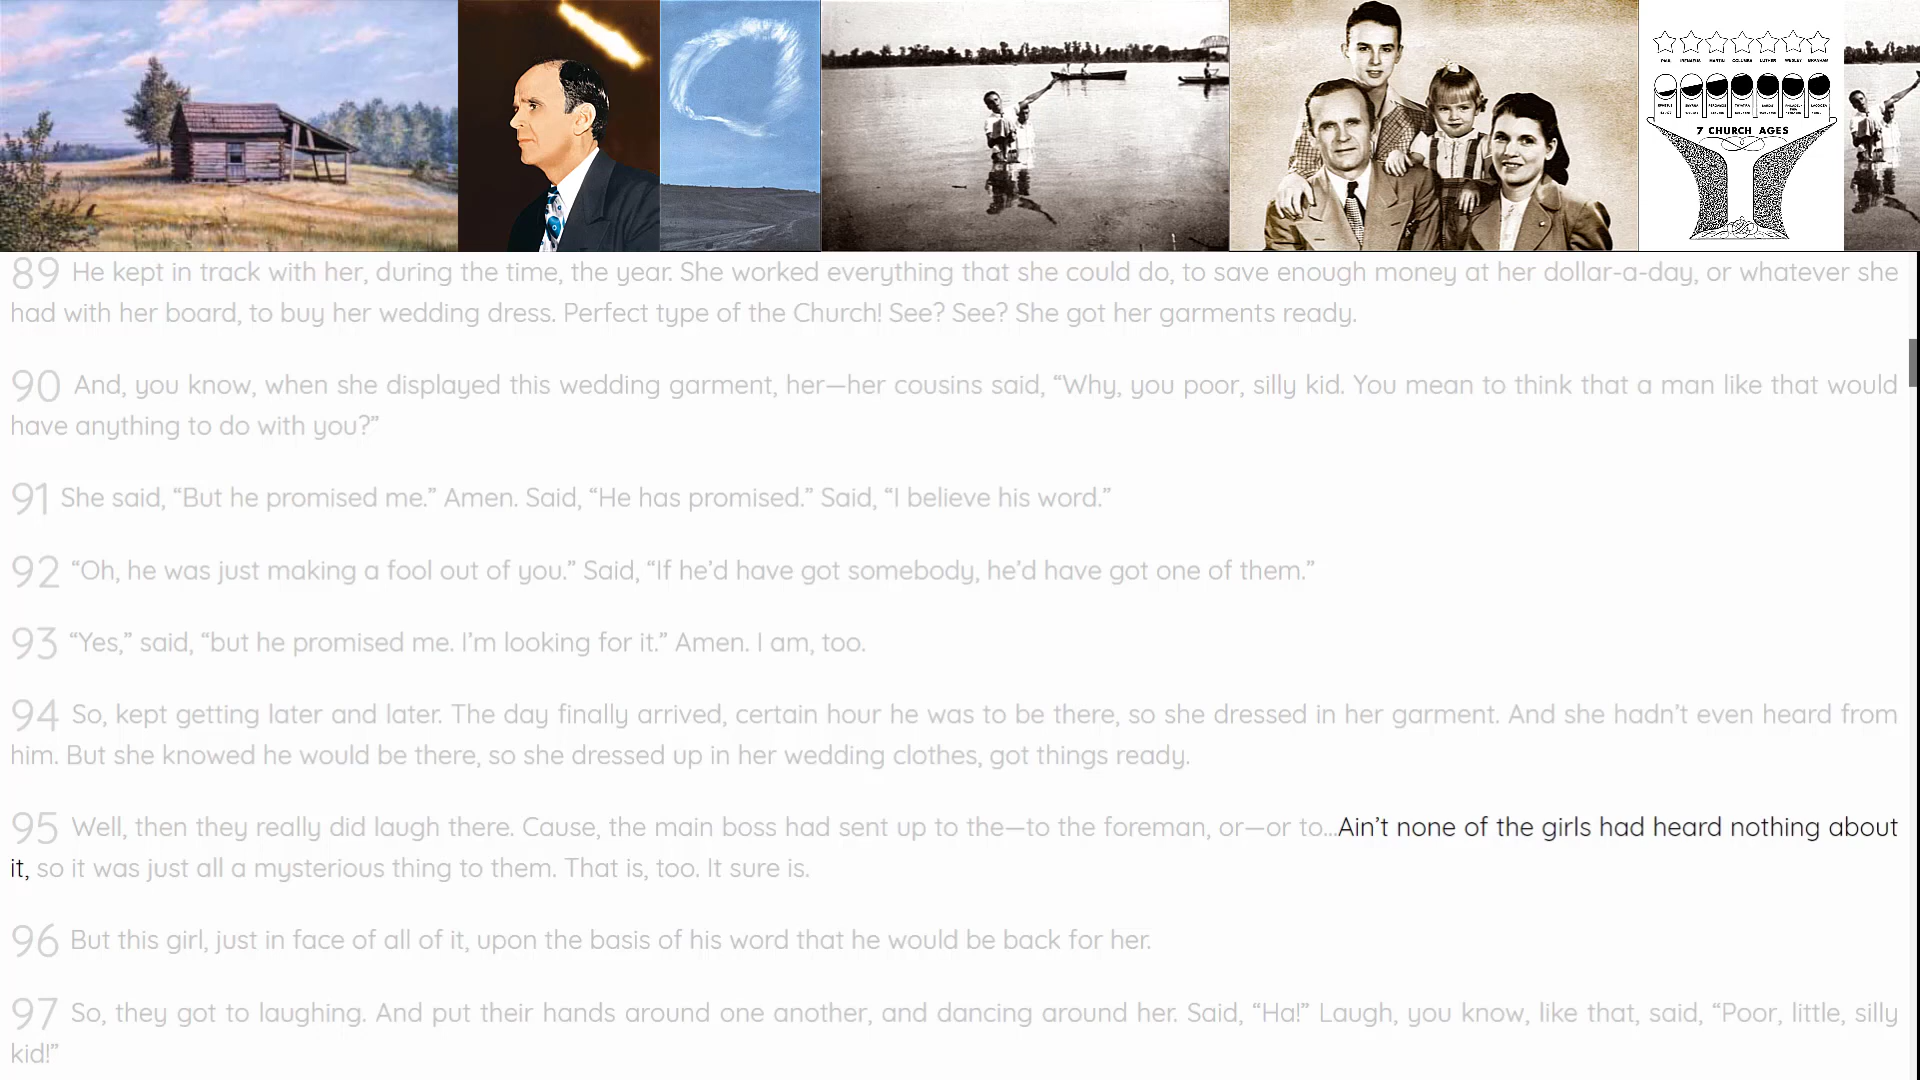 7 CHURCH AGES
89 He kept in track with her, during the time, the year. She worked everything that she could do, to save enough money at her dollar-a-day, or whatever she
had with her board, to buy her wedding dress. Perfect type of the Church! See? See? She got her garments ready.
90 And, you know, when she displayed this wedding garment, her—her cousins said, “Why, you poor, silly kid. You mean to think that a man like that would
have anything to do with you?”
91 She said, “But he promised me.” Amen. Said, “He has promised.” Said, “I believe his word.”
92 “Oh, he was just making a fool out of you.” Said, “If he’d have got somebody, he’d have got one of them.”
93 “Yes,” said, “but he promised me. I’m looking for it.” Amen. I am, too.
94 So, kept getting later and later. The day finally arrived, certain hour he was to be there, so she dressed in her garment. And she hadn’t even heard from
him. But she knowed he would be there, so she dressed up in her wedding clothes, got things ready.
95 Well, then they really did laugh there. Cause, the main boss had sent up to the—to the foreman, or—or to...Ain’t none of the girls had heard nothing about
it, so it was just all a mysterious thing to them. That is, too. It sure is.
96 But this girl, just in face of all of it, upon the basis of his word that he would be back for her.
97 So, they got to laughing. And put their hands around one another, and dancing around her. Said, “Ha!” Laugh, you know, like that, said, “Poor, little, silly
kid!”